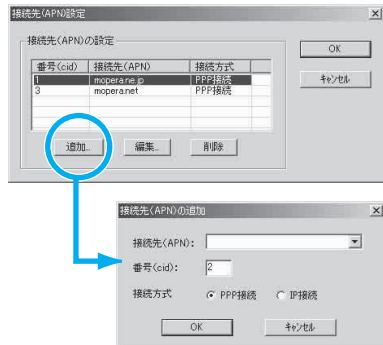 接続先(APN)設定
接続先(APN)の設定
OK
キャンセル
番号(cid) 接続先(APN) 接続方式
1 mopera.ne.jp PPP接続
3 mopera.net PPP接続
追加... 編集... 削除
接続先(APN)の追加
接続先(APN):
番号(cid): 2
接続方式 PPP接続 IP接続
OK キャンセル